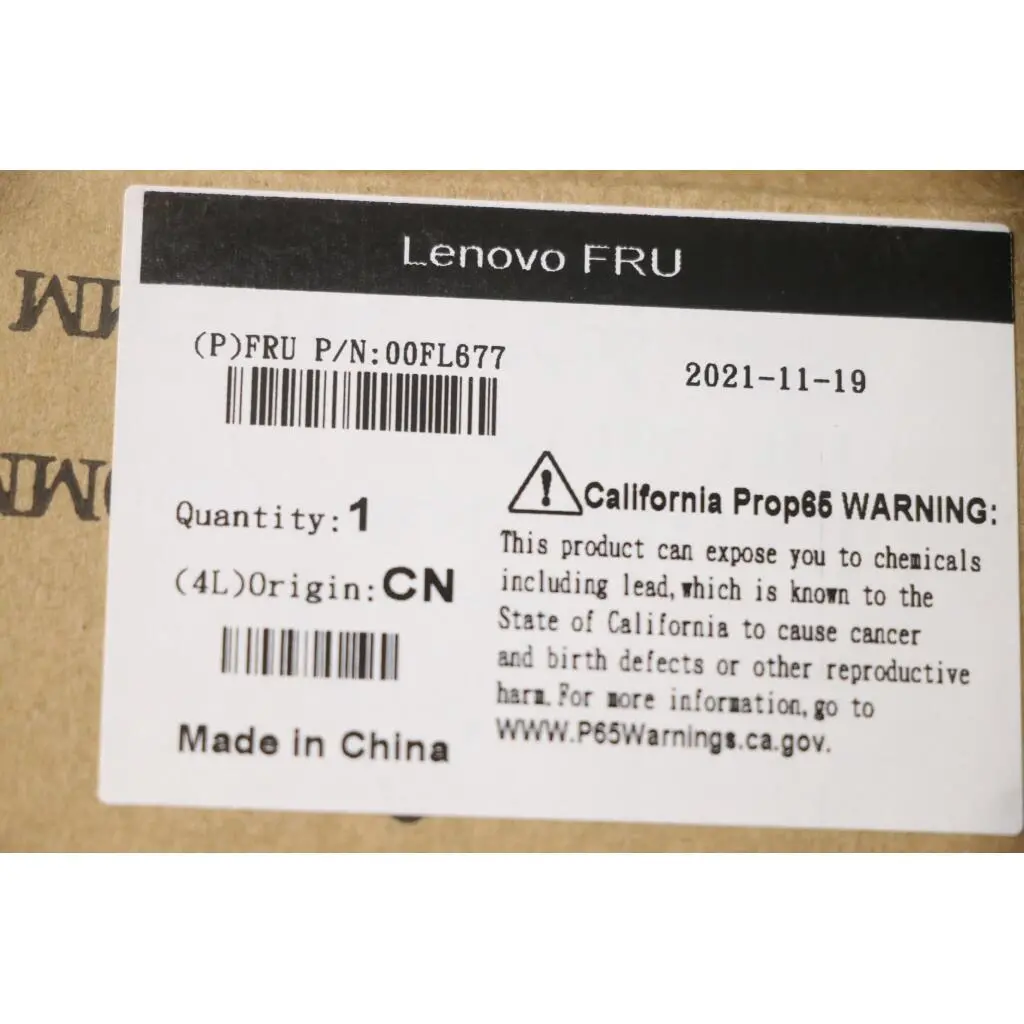 Lenovo FRU
(P)FRU P/N:00FL677
2021-11-19
Quantity:1
(4L)Origin:CN
Made in China
California Prop65 WARNING:
This product can expose you to chemicals
including lead,which is known to the
State of California to cause cancer
and birth defects or other reproductive
harm.For more information,go to
WWW.P65Warnings.ca.gov.